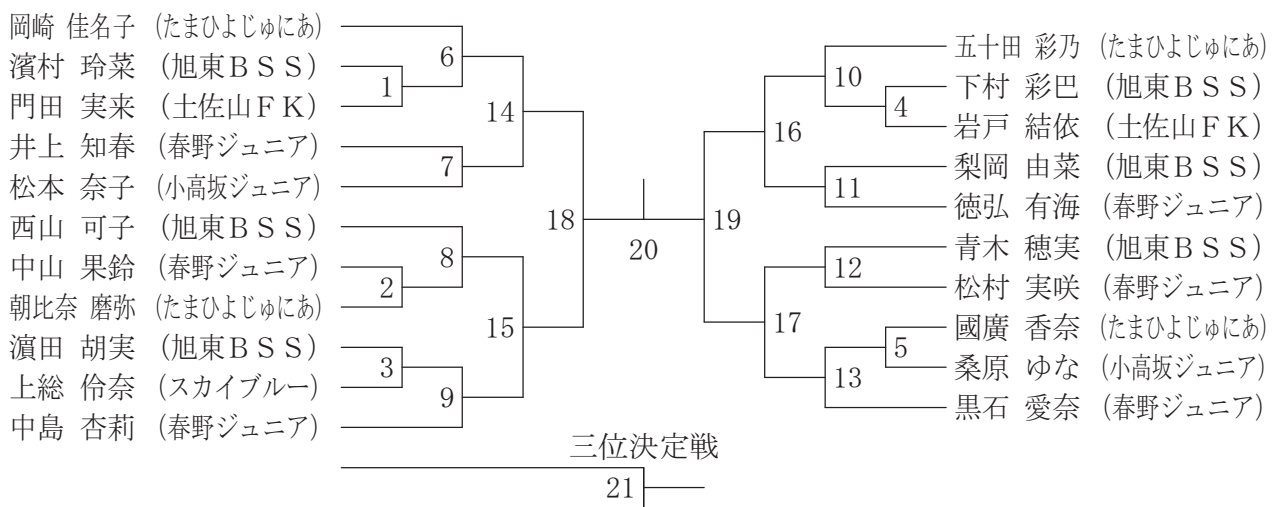 岡崎 佳名子 (たまひよじゅにあ)
濱村 玲菜 (旭東ＢＳＳ)
門田 実来 (土佐山ＦＫ)
井上 知春 (春野ジュニア)
松本 奈子 (小高坂ジュニア)
西山 可子 (旭東ＢＳＳ)
中山 果鈴 (春野ジュニア)
朝比奈 磨弥 (たまひよじゅにあ)
濵田 胡実 (旭東ＢＳＳ)
上総 伶奈 (スカイブルー)
中島 杏莉 (春野ジュニア)
1
2
3
6
7
8
9
14
15
18
20
19
16
17
10
11
12
13
4
5
五十田 彩乃 (たまひよじゅにあ)
下村 彩巴 (旭東ＢＳＳ)
岩戸 結依 (土佐山ＦＫ)
梨岡 由菜 (旭東ＢＳＳ)
徳弘 有海 (春野ジュニア)
青木 穂実 (旭東ＢＳＳ)
松村 実咲 (春野ジュニア)
國廣 香奈 (たまひよじゅにあ)
桑原 ゆな (小高坂ジュニア)
黒石 愛奈 (春野ジュニア)
三位決定戦
21